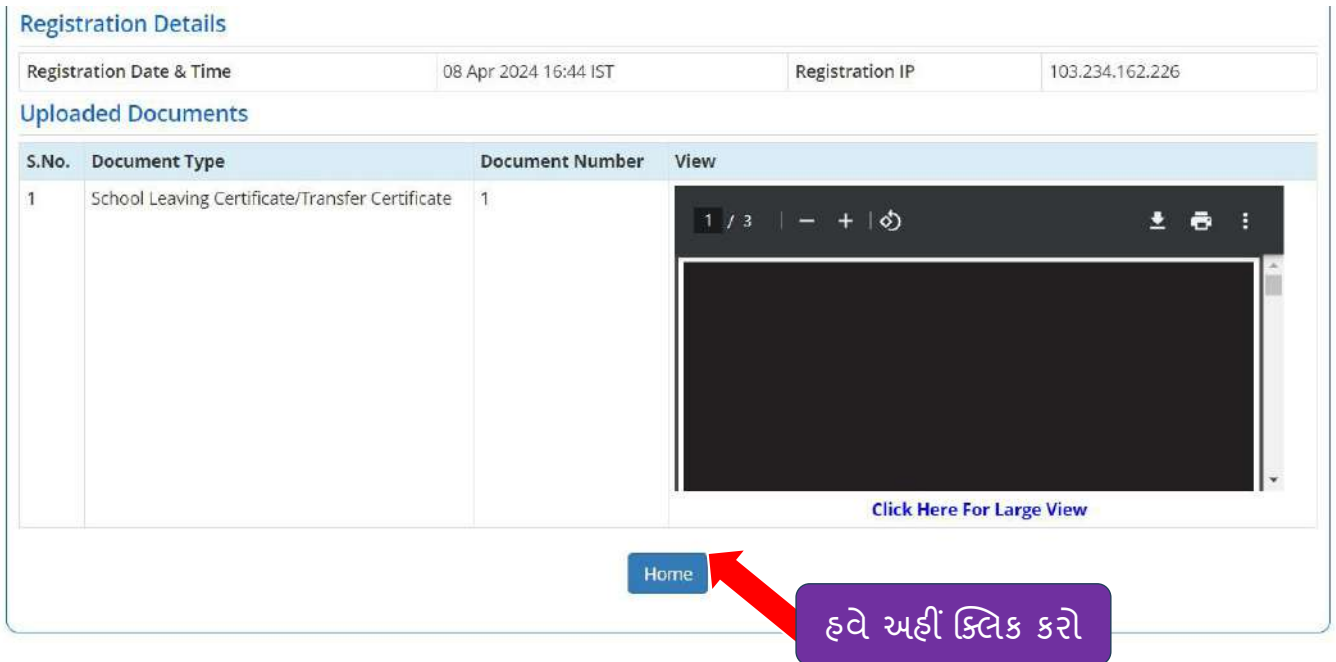 Registration Details
Registration Date & Time 08 Apr 2024 16:44 IST Registration IP 103.234.162.226
Uploaded Documents
S.No. Document Type Document Number View
1 School Leaving Certificate/Transfer Certificate 1
1 / 3
Click Here For Large View
Home
હવે અહીં ક્લિક કરો